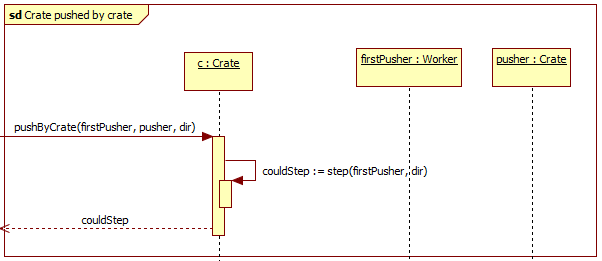 sd Crate pushed by crate
c : Crate
firstPusher : Worker
pusher : Crate
pushByCrate(firstPusher, pusher, dir)
couldStep := step(firstPusher, dir)
couldStep